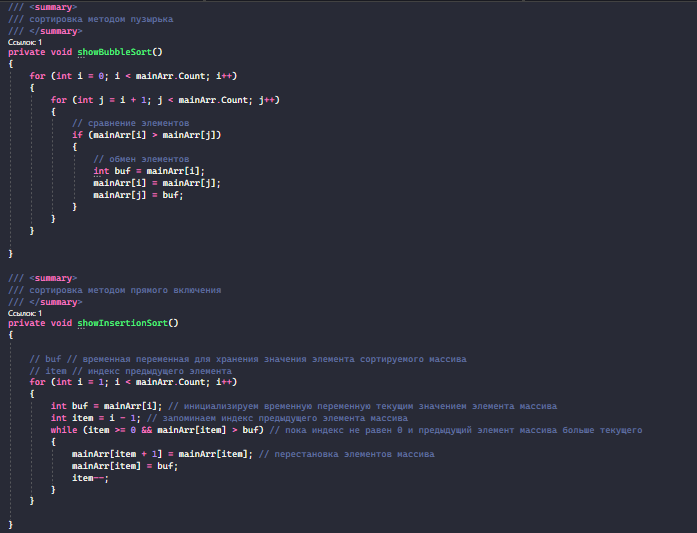 /// <summary>
/// сортировка методом пузырька
/// </summary>
Ссылок: 1
private void showBubbleSort()
{
    for (int i = 0; i < mainArr.Count; i++)
    {
        for (int j = i + 1; j < mainArr.Count; j++)
        {
            // сравнение элементов
            if (mainArr[i] > mainArr[j])
            {
                // обмен элементов
                int buf = mainArr[i];
                mainArr[i] = mainArr[j];
                mainArr[j] = buf;
            }
        }
    }
}
/// <summary>
/// сортировка методом прямого включения
/// </summary>
Ссылок: 1
private void showInsertionSort()
{
    // buf // временная переменная для хранения значения элемента сортируемого массива
    // item // индекс предыдущего элемента
    for (int i = 1; i < mainArr.Count; i++)
    {
        int buf = mainArr[i]; // инициализируем временную переменную текущим значением элемента массива
        int item = i - 1; // запоминаем индекс предыдущего элемента массива
        while (item >= 0 && mainArr[item] > buf) // пока индекс не равен 0 и предыдущий элемент массива больше текущего
        {
            mainArr[item + 1] = mainArr[item]; // перестановка элементов массива
            mainArr[item] = buf;
            item--;
        }
    }
}